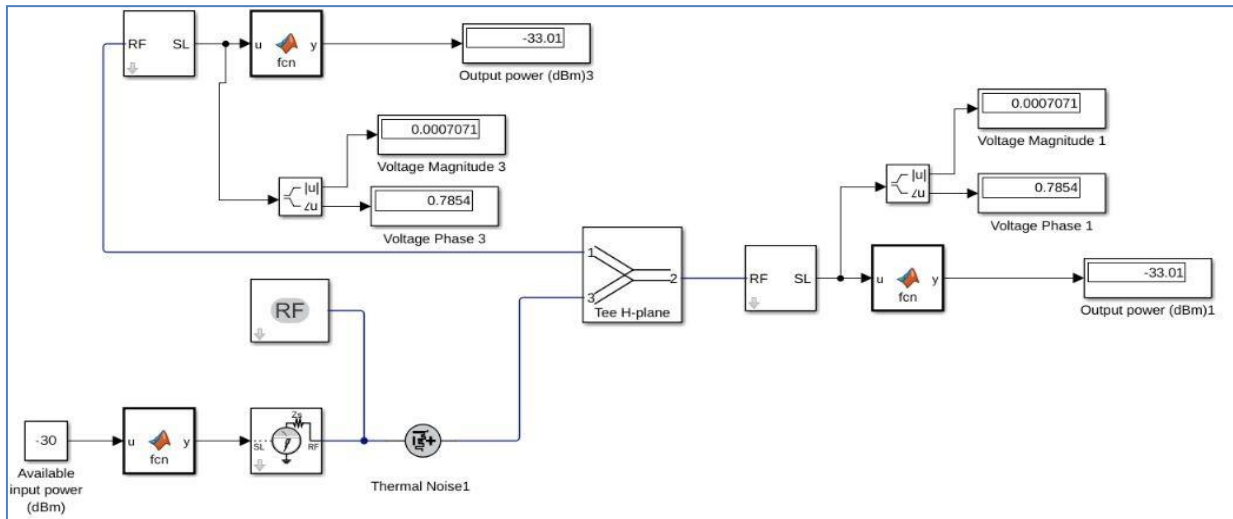 RF SL
u y
fcn
-33.01
Output power (dBm)3
0.0007071
Voltage Magnitude 3
|u|
∠u
0.7854
Voltage Phase 3
0.0007071
Voltage Magnitude 1
|u|
∠u
0.7854
Voltage Phase 1
1
2
3
Tee H-plane
RF SL
u y
fcn
-33.01
Output power (dBm)1
RF
-30
Available
input power
(dBm)
u y
fcn
Zs
SL RF
Thermal Noise1